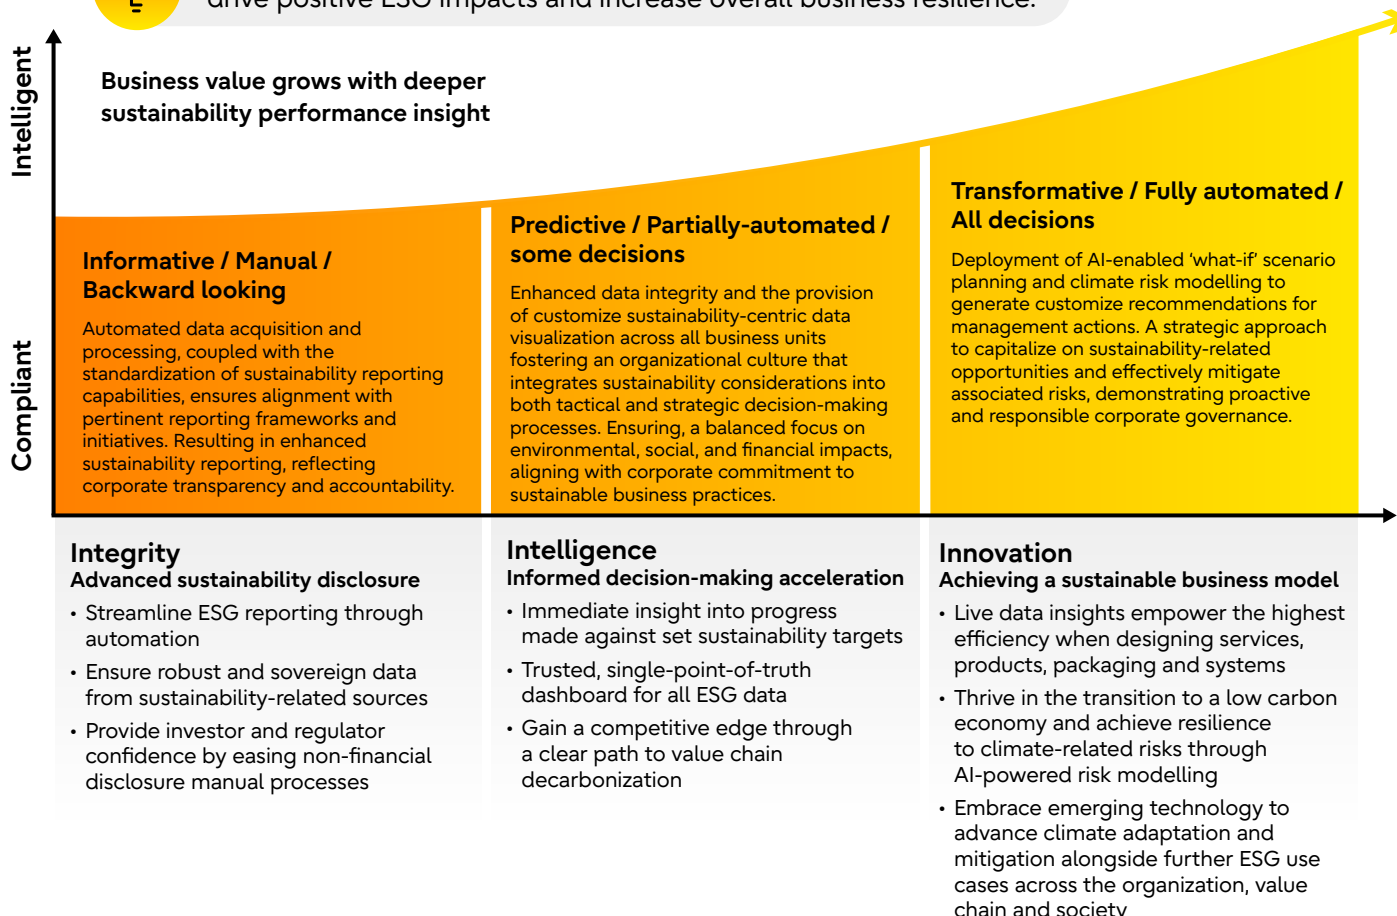 drive positive ESG impacts and increase overall business resilience.
Intelligent
Compliant
Business value grows with deeper
sustainability performance insight
Informative / Manual /
Backward looking
Automated data acquisition and
processing, coupled with the
standardization of sustainability reporting
capabilities, ensures alignment with
pertinent reporting frameworks and
initiatives. Resulting in enhanced
sustainability reporting, reflecting
corporate transparency and accountability.
Predictive / Partially-automated /
some decisions
Enhanced data integrity and the provision
of customize sustainability-centric data
visualization across all business units
fostering an organizational culture that
integrates sustainability considerations into
both tactical and strategic decision-making
processes. Ensuring, a balanced focus on
environmental, social, and financial impacts,
aligning with corporate commitment to
sustainable business practices.
Transformative / Fully automated /
All decisions
Deployment of AI-enabled ‘what-if’ scenario
planning and climate risk modelling to
generate customize recommendations for
management actions. A strategic approach
to capitalize on sustainability-related
opportunities and effectively mitigate
associated risks, demonstrating proactive
and responsible corporate governance.
Integrity
Advanced sustainability disclosure
• Streamline ESG reporting through
automation
• Ensure robust and sovereign data
from sustainability-related sources
• Provide investor and regulator
confidence by easing non-financial
disclosure manual processes
Intelligence
Informed decision-making acceleration
• Immediate insight into progress
made against set sustainability targets
• Trusted, single-point-of-truth
dashboard for all ESG data
• Gain a competitive edge through
a clear path to value chain
decarbonization
Innovation
Achieving a sustainable business model
• Live data insights empower the highest
efficiency when designing services,
products, packaging and systems
• Thrive in the transition to a low carbon
economy and achieve resilience
to climate-related risks through
AI-powered risk modelling
• Embrace emerging technology to
advance climate adaptation and
mitigation alongside further ESG use
cases across the organization, value
chain and society